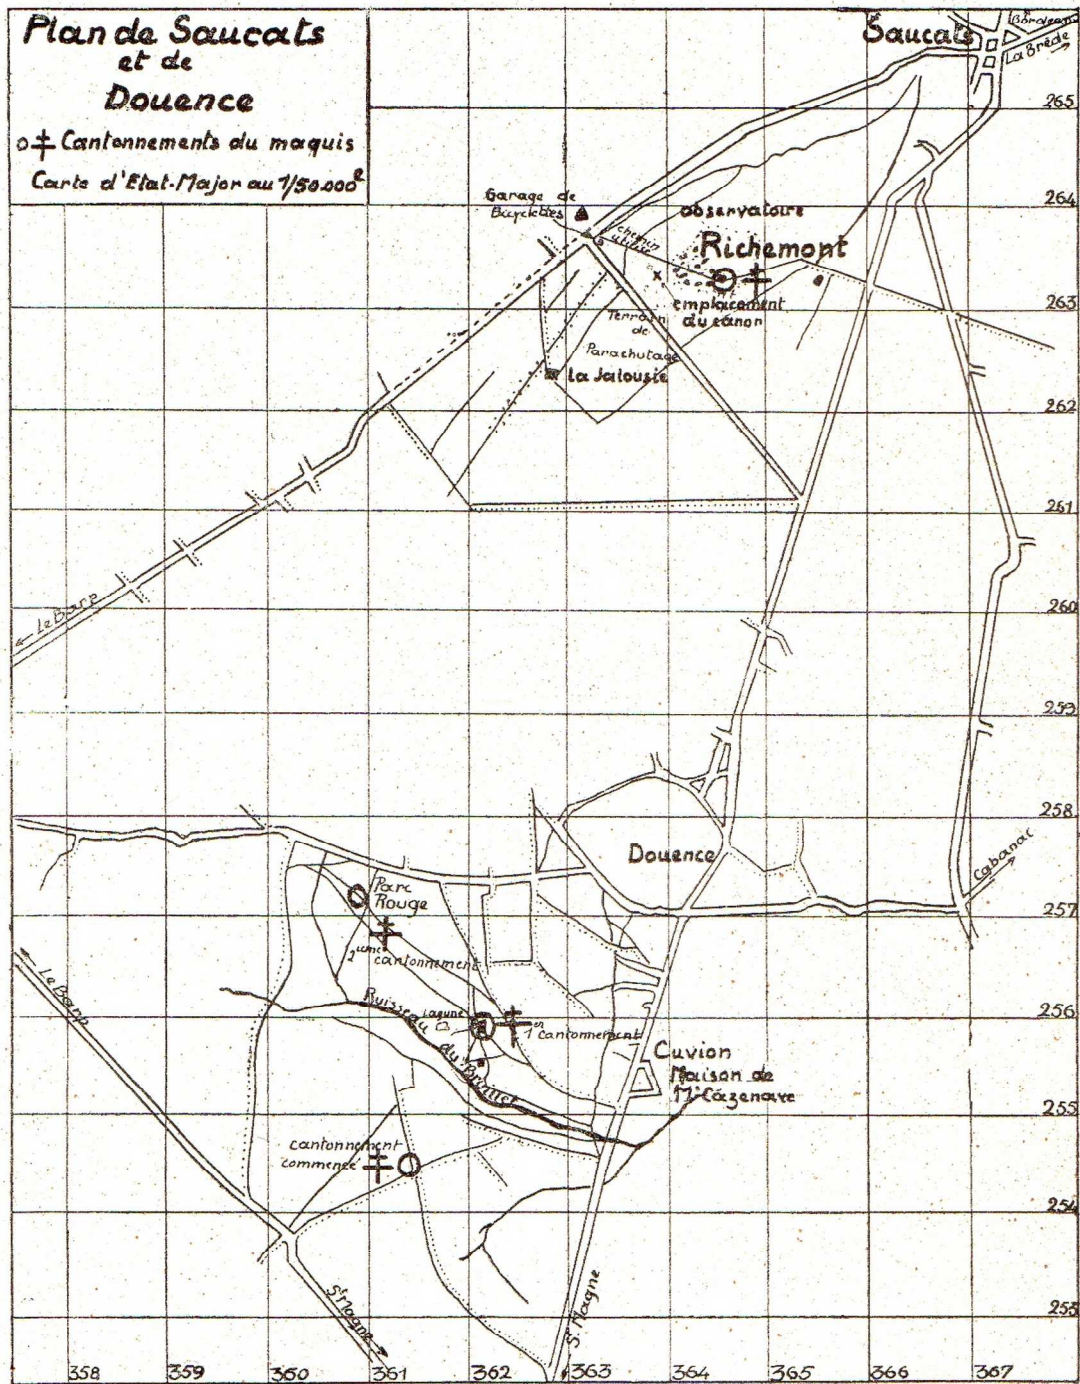 Plan de Saucats
et de
Douence
Cantonnements du maquis
Carte d'Etat-Major au 1/50.000e
Saucats
Bordeaux
La Brède
265
264
Garage de
Bicyclettes
chemin
utilisé
observatoire
Richemont
emplacement
du canon
263
Terrain
de
Parachutage
La Jalousie
262
261
260
← Le Barp
259
258
Douence
Cabanac
257
Parc
Rouge
2ème cantonnement
← Le Barp
Ruisseau
du Brillet
Lagune
1er cantonnement
256
Cuvion
Maison de
Mr Cazenave
255
cantonnement
commencé
254
St Magne
St Magne
253
358
359
360
361
362
363
364
365
366
367